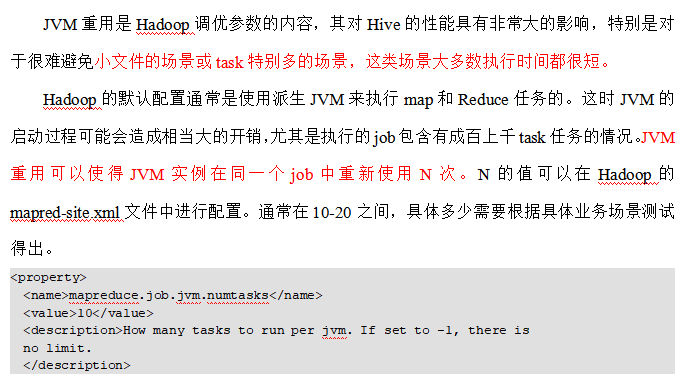 JVM 重用是 Hadoop 调优参数的内容，其对 Hive 的性能具有非常大的影响，特别是对
于很难避免小文件的场景或 task 特别多的场景，这类场景大多数执行时间都很短。
Hadoop 的默认配置通常是使用派生 JVM 来执行 map 和 Reduce 任务的。这时 JVM 的
启动过程可能会造成相当大的开销，尤其是执行的 job 包含有成百上千 task 任务的情况。JVM
重用可以使得 JVM 实例在同一个 job 中重新使用 N 次。N 的值可以在 Hadoop 的
mapred-site.xml 文件中进行配置。通常在 10-20 之间，具体多少需要根据具体业务场景测试
得出。
<property>
<name>mapreduce.job.jvm.numtasks</name>
<value>10</value>
<description>How many tasks to run per jvm. If set to -1, there is
no limit.
</description>